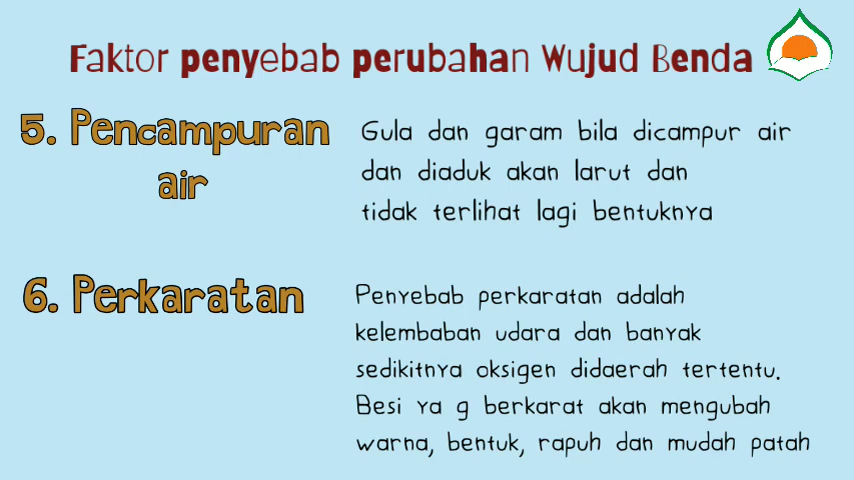 Faktor penyebab perubahan Wujud Benda
5. Pencampuran
air
Gula dan garam bila dicampur air
dan diaduk akan larut dan
tidak terlihat lagi bentuknya
6. Perkaratan
Penyebab perkaratan adalah
kelembaban udara dan banyak
sedikitnya oksigen didaerah tertentu.
Besi ya g berkarat akan mengubah
warna, bentuk, rapuh dan mudah patah